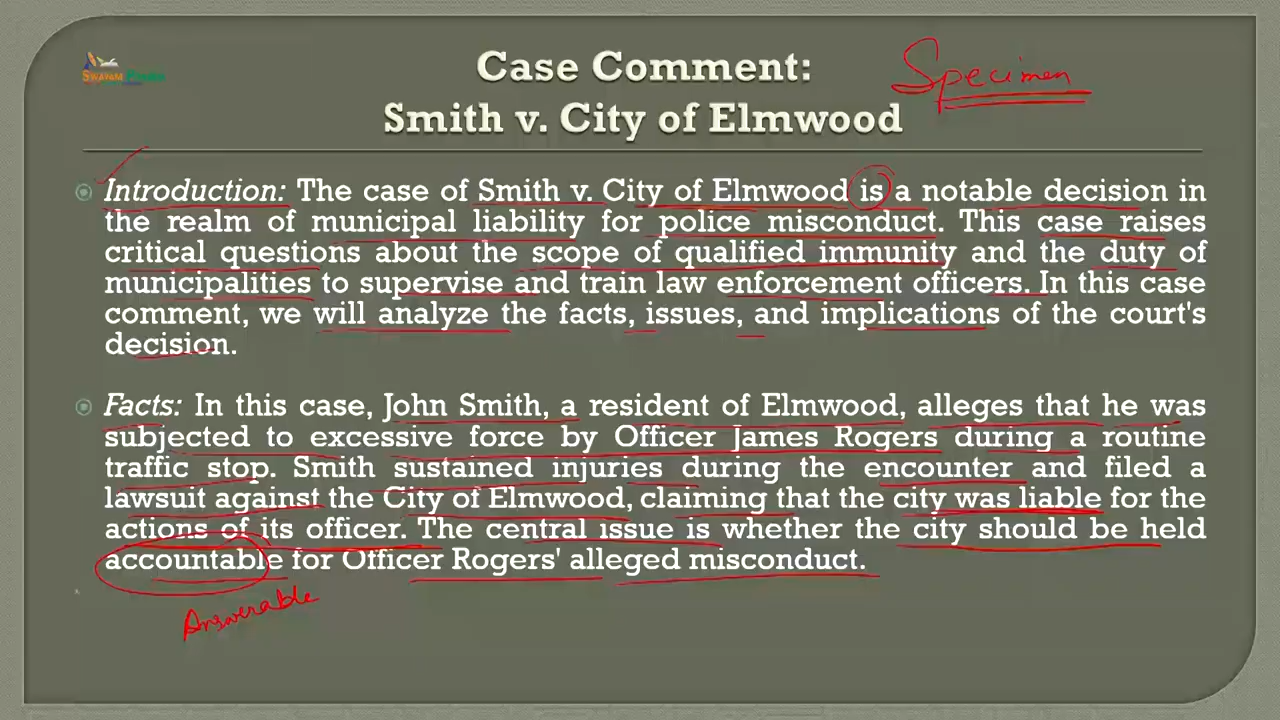 SWAYAM PRABHA
Case Comment:
Specimen
Smith v. City of Elmwood
Introduction: The case of Smith v. City of Elmwood is a notable decision in
the realm of municipal liability for police misconduct. This case raises
critical questions about the scope of qualified immunity and the duty of
municipalities to supervise and train law enforcement officers. In this case
comment, we will analyze the facts, issues, and implications of the court's
decision.
Facts: In this case, John Smith, a resident of Elmwood, alleges that he was
subjected to excessive force by Officer James Rogers during a routine
traffic stop. Smith sustained injuries during the encounter and filed a
lawsuit against the City of Elmwood, claiming that the city was liable for the
actions of its officer. The central issue is whether the city should be held
accountable for Officer Rogers' alleged misconduct.
Answerable